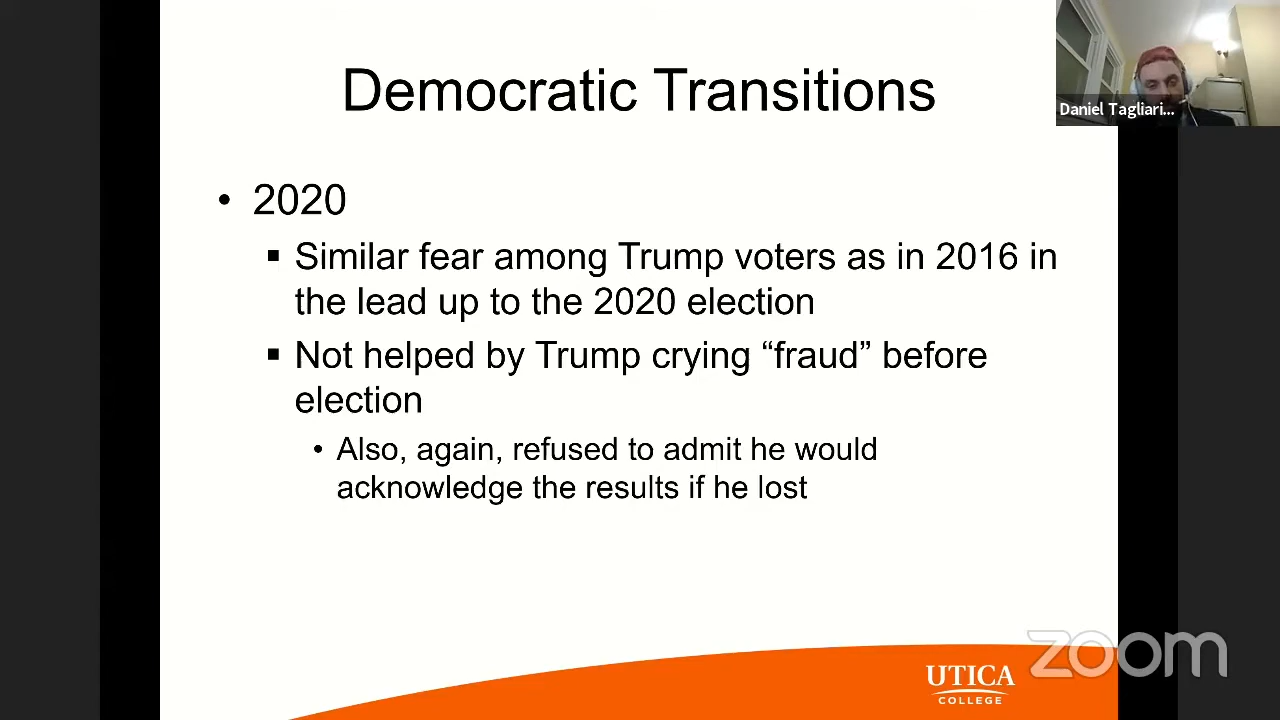 Democratic Transitions
Daniel Tagliari...
• 2020
▪ Similar fear among Trump voters as in 2016 in
the lead up to the 2020 election
▪ Not helped by Trump crying “fraud” before
election
• Also, again, refused to admit he would
acknowledge the results if he lost
zoom
UTICA
COLLEGE